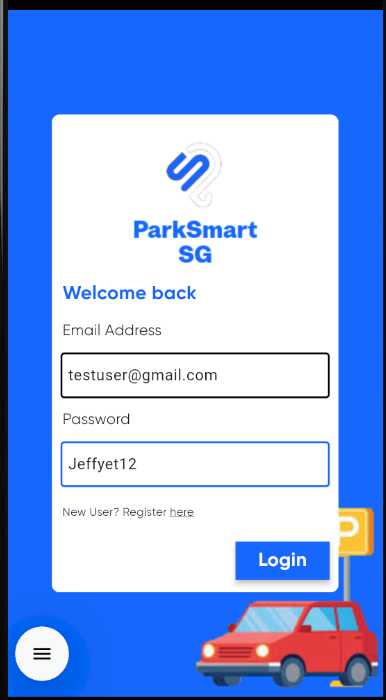 ParkSmart
SG
Welcome back
Email Address
testuser@gmail.com
Password
Jeffyet12
New User? Register here
P
Login